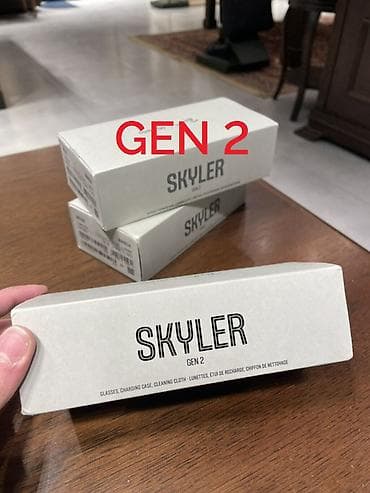 GEN 2
SKYLER
SKYLER
SKYLER
GEN 2
GLASSES, CHARGING CASE, CLEANING CLOTH · LUNETTES, ÉTUI DE RECHARGE, CHIFFON DE NETTOYAGE